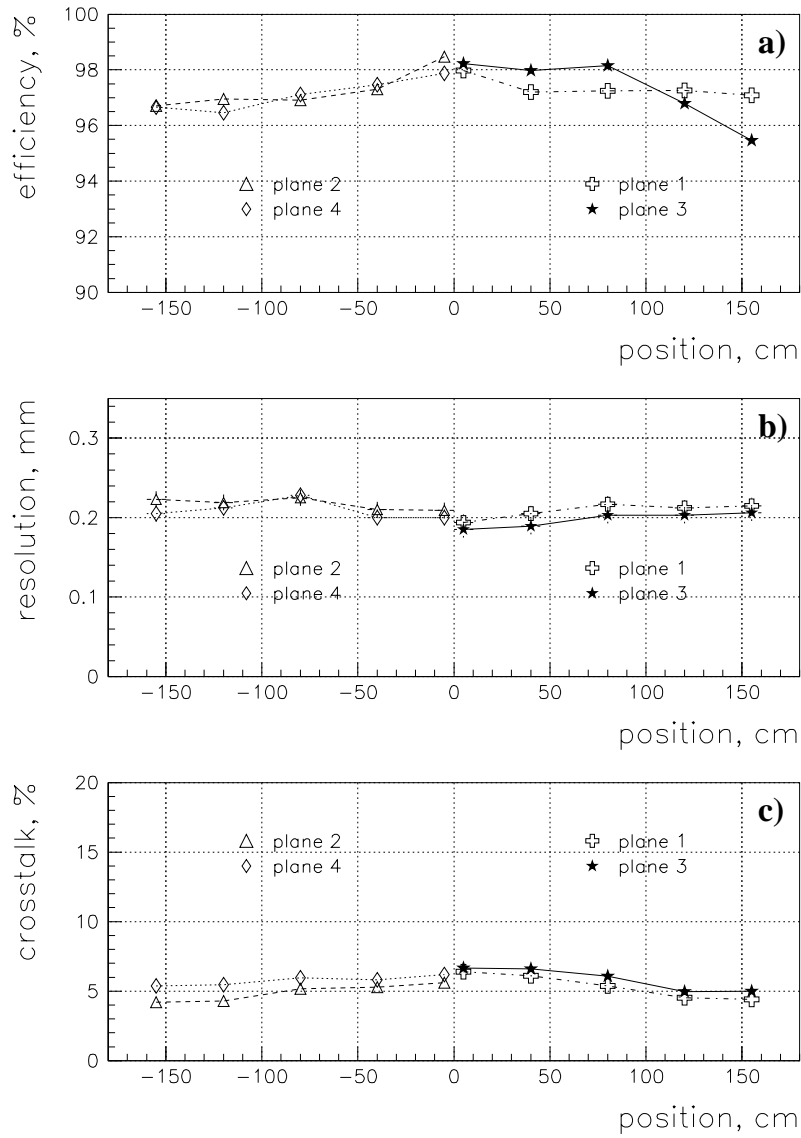 efficiency, %
a)
100
98
96
94
92
90
plane 2
plane 4
plane 1
plane 3
−150 −100 −50 0 50 100 150
position, cm
resolution, mm
b)
0.3
0.2
0.1
0
plane 2
plane 4
plane 1
plane 3
−150 −100 −50 0 50 100 150
position, cm
crosstalk, %
c)
20
15
10
5
0
plane 2
plane 4
plane 1
plane 3
−150 −100 −50 0 50 100 150
position, cm